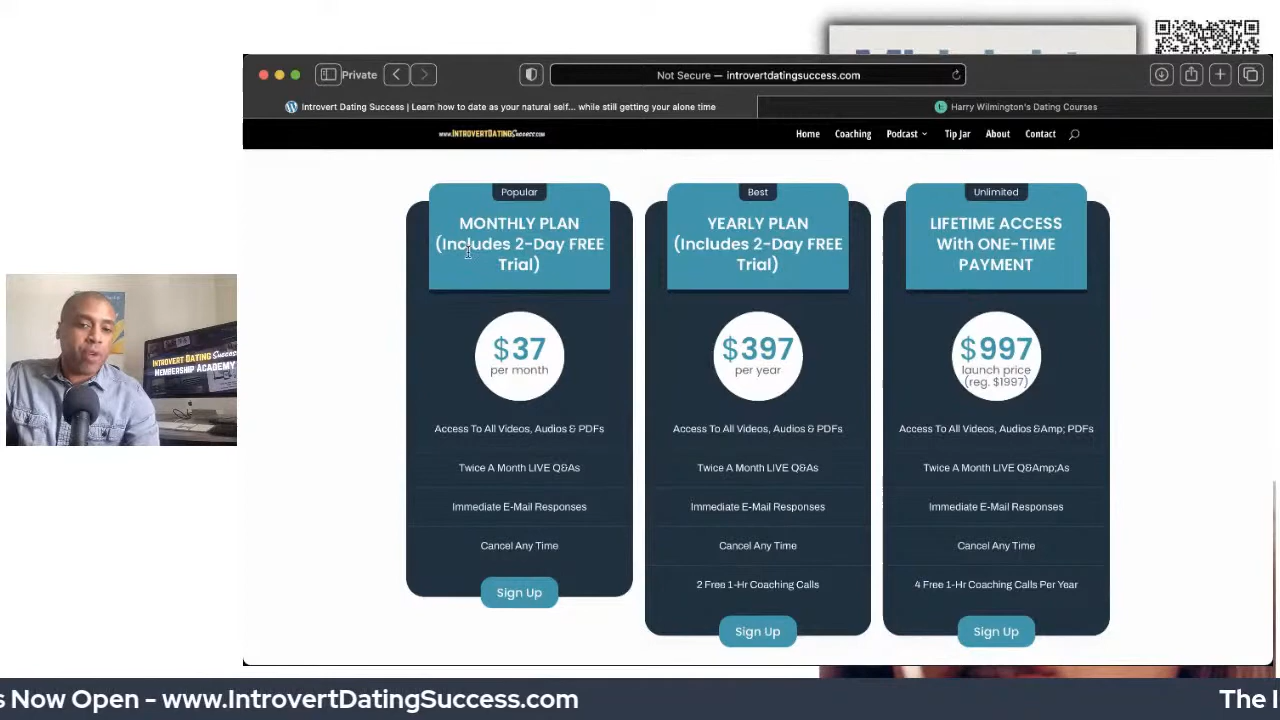 Private
Not Secure — introvertdatingsuccess.com
Introvert Dating Success | Learn how to date as your natural self... while still getting your alone time
Harry Wilmington's Dating Courses
www.INTROVERTDATINGSuccess.com
Home
Coaching
Podcast
Tip Jar
About
Contact
Popular
MONTHLY PLAN
(Includes 2-Day FREE
Trial)
$37
per month
Access To All Videos, Audios & PDFs
Twice A Month LIVE Q&As
Immediate E-Mail Responses
Cancel Any Time
Sign Up
Best
YEARLY PLAN
(Includes 2-Day FREE
Trial)
$397
per year
Access To All Videos, Audios & PDFs
Twice A Month LIVE Q&As
Immediate E-Mail Responses
Cancel Any Time
2 Free 1-Hr Coaching Calls
Sign Up
Unlimited
LIFETIME ACCESS
With ONE-TIME
PAYMENT
$997
launch price
(reg. $1997)
Access To All Videos, Audios &Amp; PDFs
Twice A Month LIVE Q&Amp;As
Immediate E-Mail Responses
Cancel Any Time
4 Free 1-Hr Coaching Calls Per Year
Sign Up
INTROVERT DATING Success
MEMBERSHIP ACADEMY
s Now Open - www.IntrovertDatingSuccess.com
The I